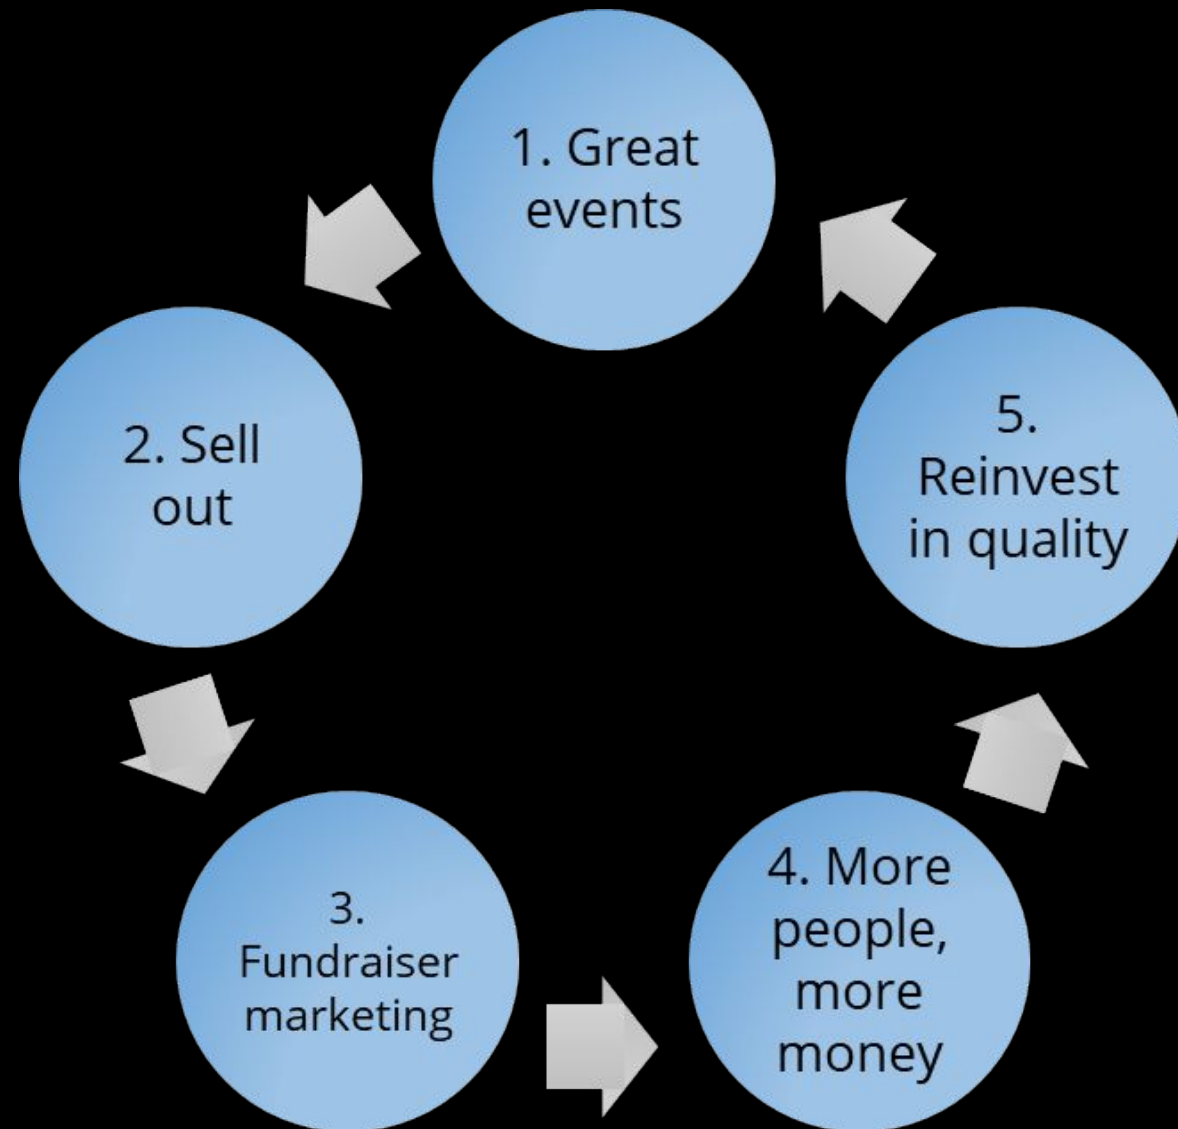 1. Great
events
2. Sell
out
3.
Fundraiser
marketing
4. More
people,
more
money
5.
Reinvest
in quality